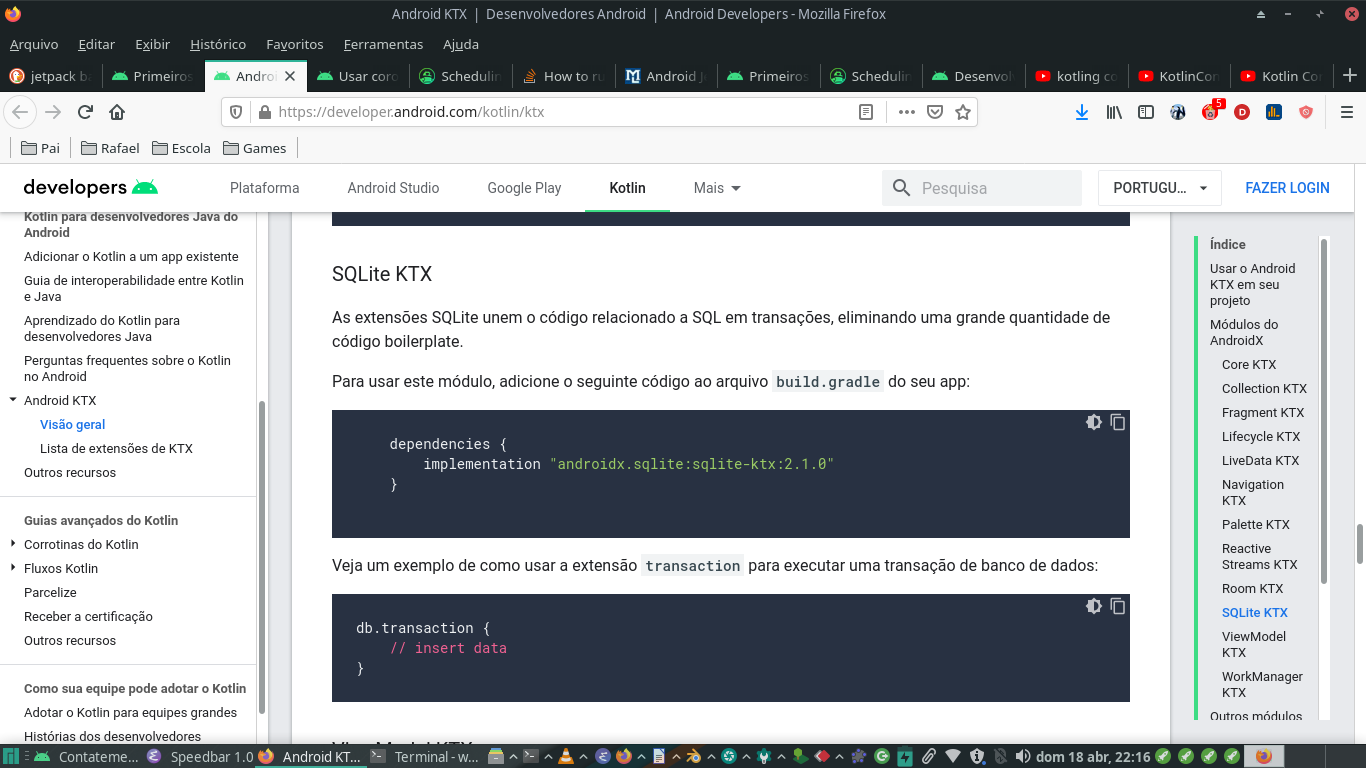 Android KTX | Desenvolvedores Android | Android Developers - Mozilla Firefox
Arquivo Editar Exibir Histórico Favoritos Ferramentas Ajuda
jetpack ba Primeiros Androi Usar coro Schedulin How to ru Android J Primeiros Schedulin Desenvol kotling co KotlinCon Kotlin Con
https://developer.android.com/kotlin/ktx
5
Pai Rafael Escola Games
developers Plataforma Android Studio Google Play Kotlin Mais Pesquisa PORTUGU... FAZER LOGIN
Kotlin para desenvolvedores Java do
Android
Adicionar o Kotlin a um app existente
Guia de interoperabilidade entre Kotlin
e Java
Aprendizado do Kotlin para
desenvolvedores Java
Perguntas frequentes sobre o Kotlin
no Android
Android KTX
Visão geral
Lista de extensões de KTX
Outros recursos
Guias avançados do Kotlin
Corrotinas do Kotlin
Fluxos Kotlin
Parcelize
Receber a certificação
Outros recursos
Como sua equipe pode adotar o Kotlin
Adotar o Kotlin para equipes grandes
Histórias dos desenvolvedores
SQLite KTX
As extensões SQLite unem o código relacionado a SQL em transações, eliminando uma grande quantidade de
código boilerplate.
Para usar este módulo, adicione o seguinte código ao arquivo build.gradle do seu app:
dependencies {
implementation "androidx.sqlite:sqlite-ktx:2.1.0"
}
Veja um exemplo de como usar a extensão transaction para executar uma transação de banco de dados:
db.transaction {
// insert data
}
ViewModel KTX
Índice
Usar o Android
KTX em seu
projeto
Módulos do
AndroidX
Core KTX
Collection KTX
Fragment KTX
Lifecycle KTX
LiveData KTX
Navigation
KTX
Palette KTX
Reactive
Streams KTX
Room KTX
SQLite KTX
ViewModel
KTX
WorkManager
KTX
Outros módulos
Contateme... Speedbar 1.0 Android KT... Terminal - w... dom 18 abr, 22:16